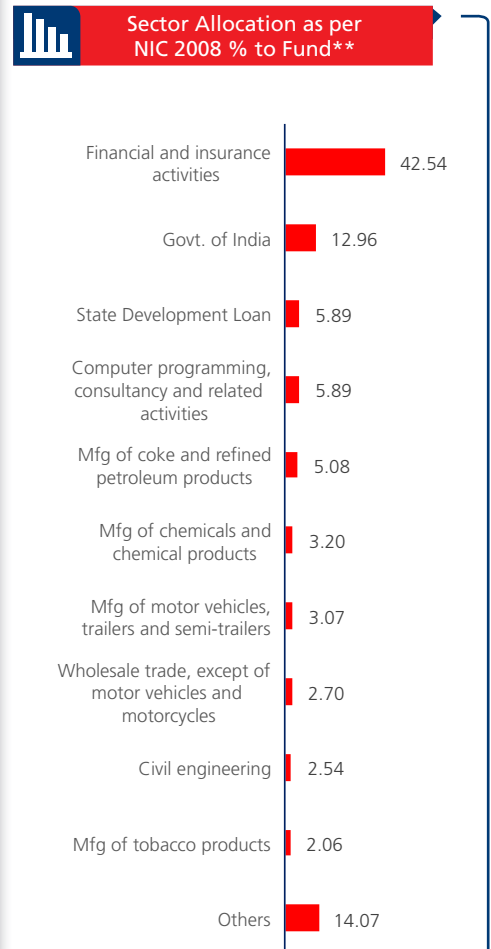 Sector Allocation as per
NIC 2008 % to Fund**
Financial and insurance
activities
42.54
Govt. of India
12.96
State Development Loan
5.89
Computer programming,
consultancy and related
activities
5.89
Mfg of coke and refined
petroleum products
5.08
Mfg of chemicals and
chemical products
3.20
Mfg of motor vehicles,
trailers and semi-trailers
3.07
Wholesale trade, except of
motor vehicles and
motorcycles
2.70
Civil engineering
2.54
Mfg of tobacco products
2.06
Others
14.07